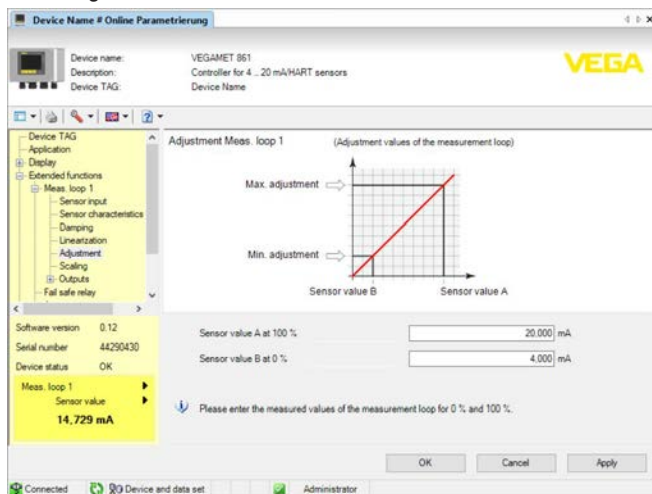 Device Name # Online Parametrierung
Device name: VEGAMET 861
Description: Controller for 4 .. 20 mA/HART sensors
Device TAG: Device Name
VEGA
Device TAG
Application
Display
Extended functions
Meas. loop 1
Sensor input
Sensor characteristics
Damping
Linearization
Adjustment
Scaling
Outputs
Fail safe relay
Adjustment Meas. loop 1 (Adjustment values of the measurement loop)
Max. adjustment
Min. adjustment
Sensor value B Sensor value A
Software version 0.12
Serial number 44290430
Device status OK
Meas. loop 1
Sensor value
14,729 mA
Sensor value A at 100 % 20.000 mA
Sensor value B at 0 % 4.000 mA
Please enter the measured values of the measurement loop for 0 % and 100 %.
OK Cancel Apply
Connected Device and data set Administrator